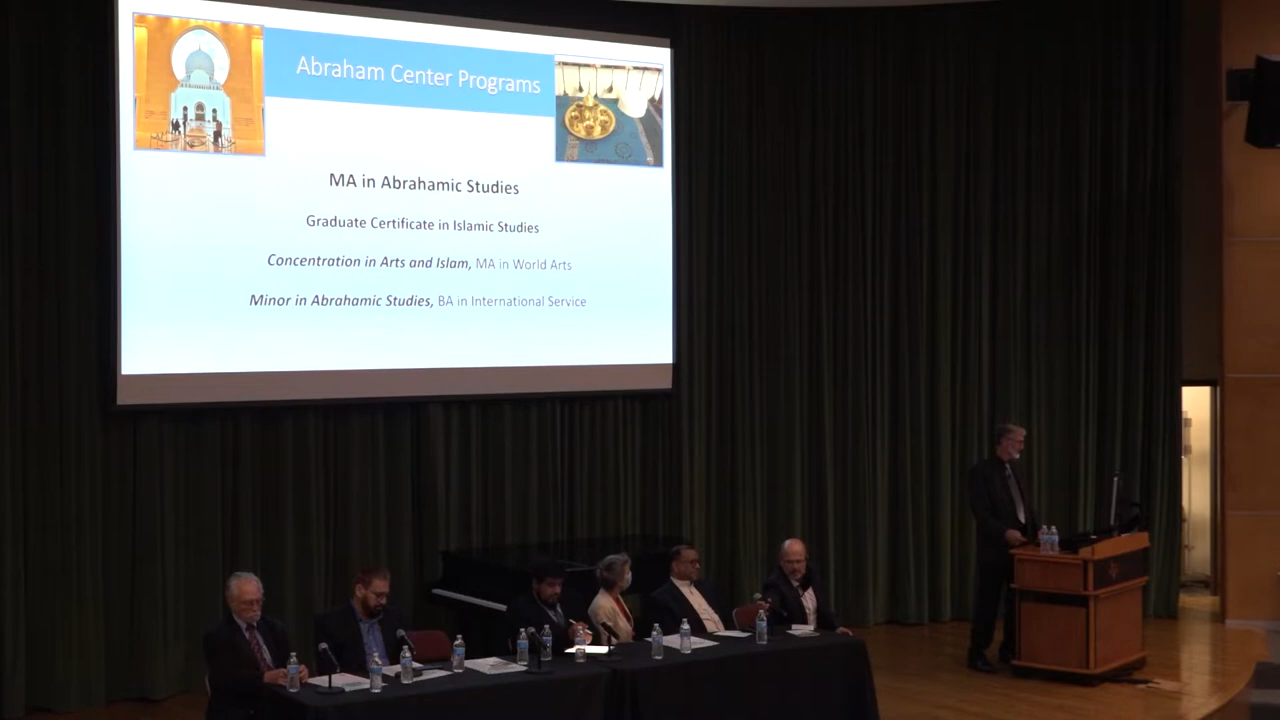 Abraham Center Programs
MA in Abrahamic Studies
Graduate Certificate in Islamic Studies
Concentration in Arts and Islam, MA in World Arts
Minor in Abrahamic Studies, BA in International Service